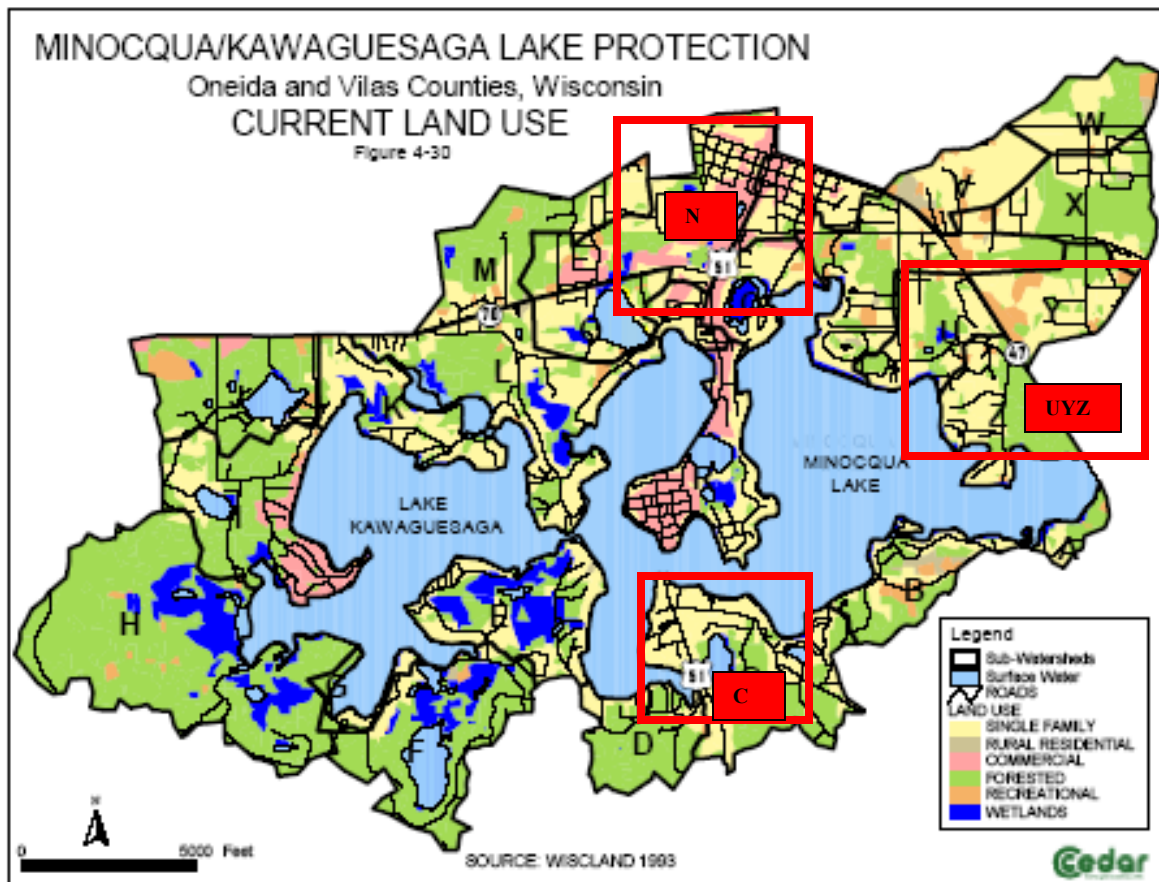 MINOCQUA/KAWAGUESAGA LAKE PROTECTION
Oneida and Vilas Counties, Wisconsin
CURRENT LAND USE
Figure 4-30
W
V
X
N
M
51
70
U
47
L
UYZ
MINOCQUA
LAKE
LAKE
KAWAGUESAGA
I
H
E
B
51
C
D
F
Legend
Sub-Watersheds
Surface Water
ROADS
LAND USE
SINGLE FAMILY
RURAL RESIDENTIAL
COMMERCIAL
FORESTED
RECREATIONAL
WETLANDS
N
0 5000 Feet
SOURCE: WISCLAND 1993
Cedar